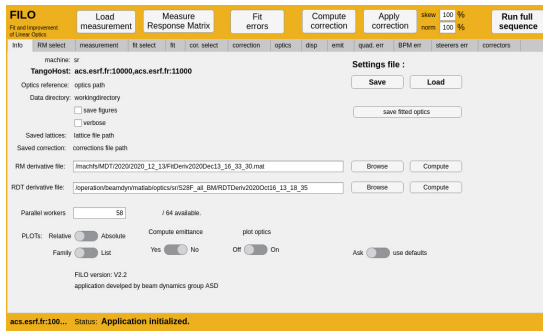 FILO
Fit and Improvement
of Linear Optics
Load
measurement
Measure
Response Matrix
Fit
errors
Compute
correction
Apply
correction
skew 100 %
norm 100 %
Run full
sequence
Info RM select measurement fit select fit cor. select correction optics disp emit quad. err BPM err steerers err correctors
machine: sr
TangoHost: acs.esrf.fr:10000,acs.esrf.fr:11000
Optics reference: optics path
Data directory: workingdirectory
save figures
verbose
Saved lattices: lattice file path
Saved correction: corrections file path
Settings file :
Save Load
save fitted optics
RM derivative file: /machfs/MDT/2020/2020_12_13/FitDeriv2020Dec13_16_33_30.mat Browse Compute
RDT derivative file: /operation/beamdyn/matlab/optics/sr/S28F_all_BM/RDTDeriv2020Oct16_13_18_35 Browse Compute
Parallel workers 58 / 64 available.
PLOTs: Relative Absolute
Family List
Compute emittance
Yes No
plot optics
Off On
Ask use defaults
FILO version: V2.2
application develped by beam dynamics group ASD
acs.esrf.fr:100... Status: Application initialized.